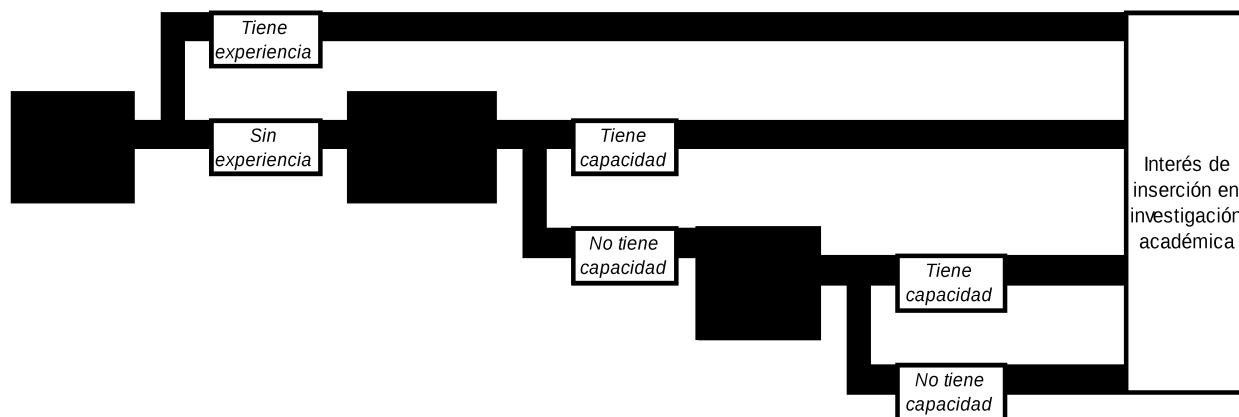 Tiene
experiencia
Sin
experiencia
Tiene
capacidad
No tiene
capacidad
Tiene
capacidad
No tiene
capacidad
Interés de
inserción en
investigación
académica